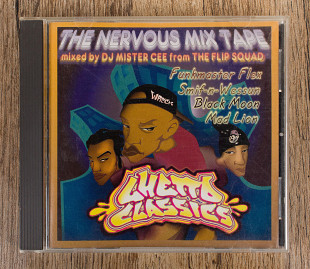 THE NERVOUS MIX TAPE
mixed by DJ MISTER CEE from THE FLIP SQUAD
Funkmaster Flex
Smif-n-Wessun
Black Moon
Mad Lion
WRECK
GHETTO
CLASSICS